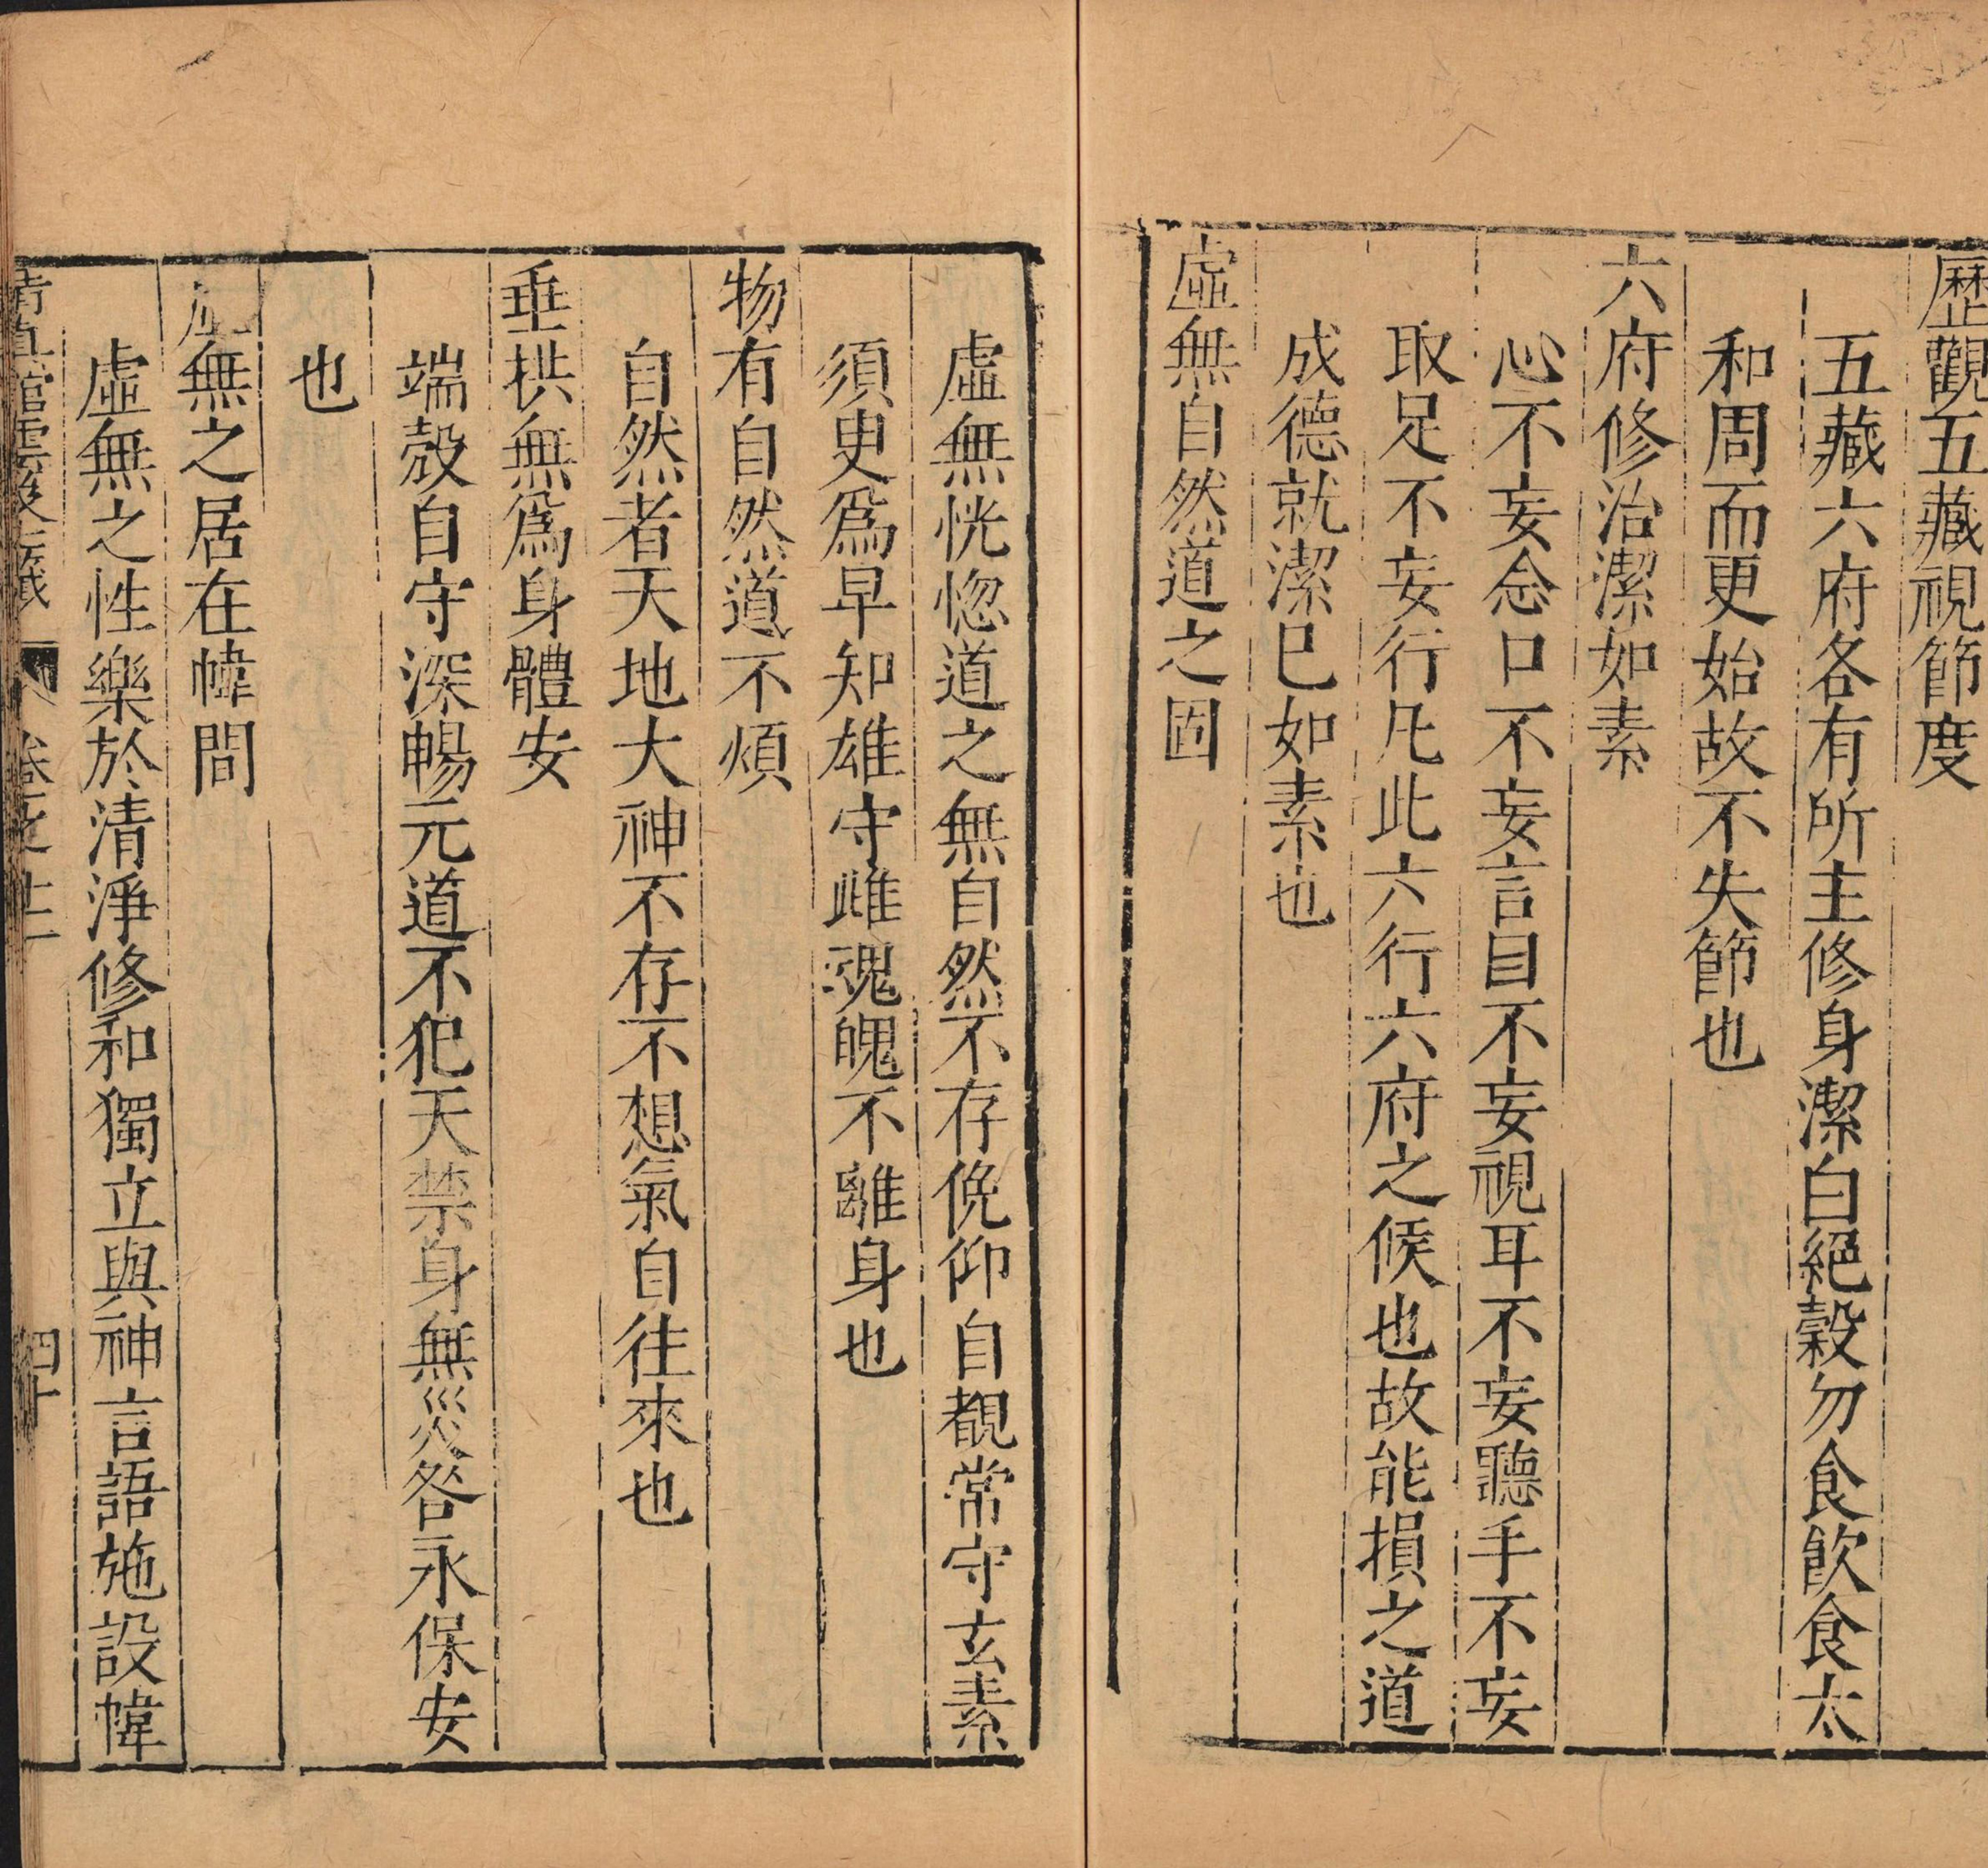 歷觀五藏視節度
五藏六府各有所主修身潔白絕穀勿食飲食太
和周而更始故不失節也
六府修治潔如素
心不妄念口不妄言目不妄視耳不妄聽手不妄
取足不妄行凡此六行六府之候也故能損之道
成德就潔巳如素也
虛無自然道之固
虛無恍惚道之無自然不存俛仰自覩常守玄素
須臾爲早知雄守雌魂魄不離身也
物有自然道不煩
自然者天地大神不存不想氣自往來也
垂拱無爲身體安
端殼自守深暢元道不犯天禁身無災咎永保安
也
虛無之居在幃間
虛無之性樂於清淨修和獨立與神言語施設幃
清真館雲笈七籤 卷之十二 四十